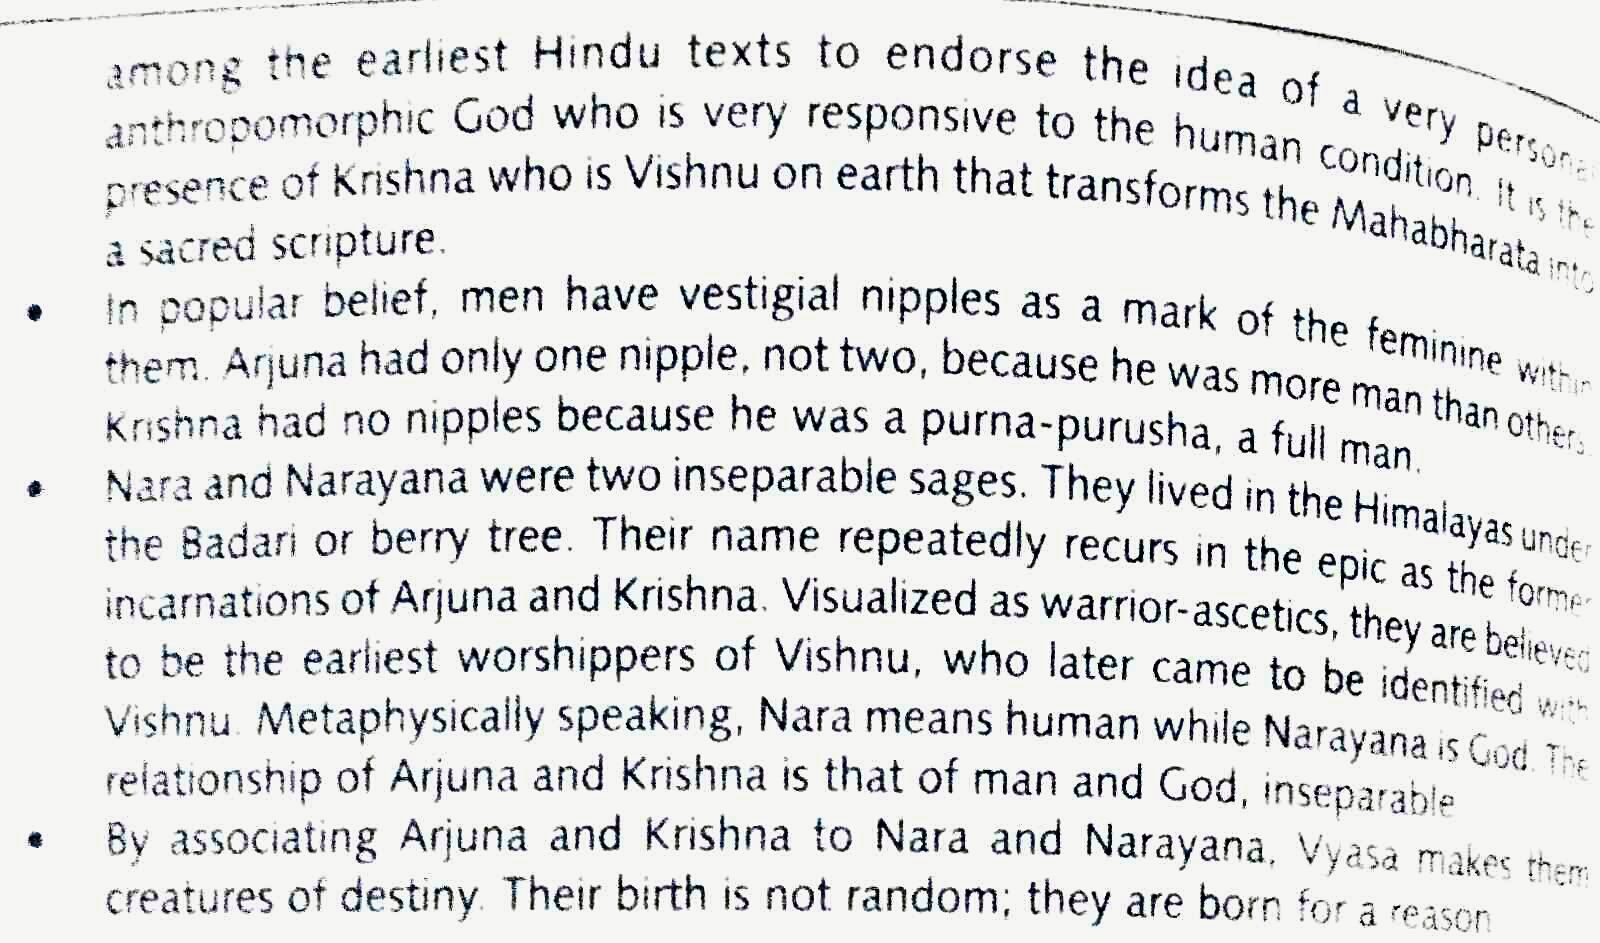 among the earliest Hindu texts to endorse the idea of a very personal
anthropomorphic God who is very responsive to the human condition. It is the
presence of Krishna who is Vishnu on earth that transforms the Mahabharata into
a sacred scripture.
• In popular belief, men have vestigial nipples as a mark of the feminine within
them. Arjuna had only one nipple, not two, because he was more man than others.
Krishna had no nipples because he was a purna-purusha, a full man.
• Nara and Narayana were two inseparable sages. They lived in the Himalayas under
the Badari or berry tree. Their name repeatedly recurs in the epic as the former
incarnations of Arjuna and Krishna. Visualized as warrior-ascetics, they are believed
to be the earliest worshippers of Vishnu, who later came to be identified with
Vishnu. Metaphysically speaking, Nara means human while Narayana is God. The
relationship of Arjuna and Krishna is that of man and God, inseparable
• By associating Arjuna and Krishna to Nara and Narayana, Vyasa makes them
creatures of destiny. Their birth is not random; they are born for a reason